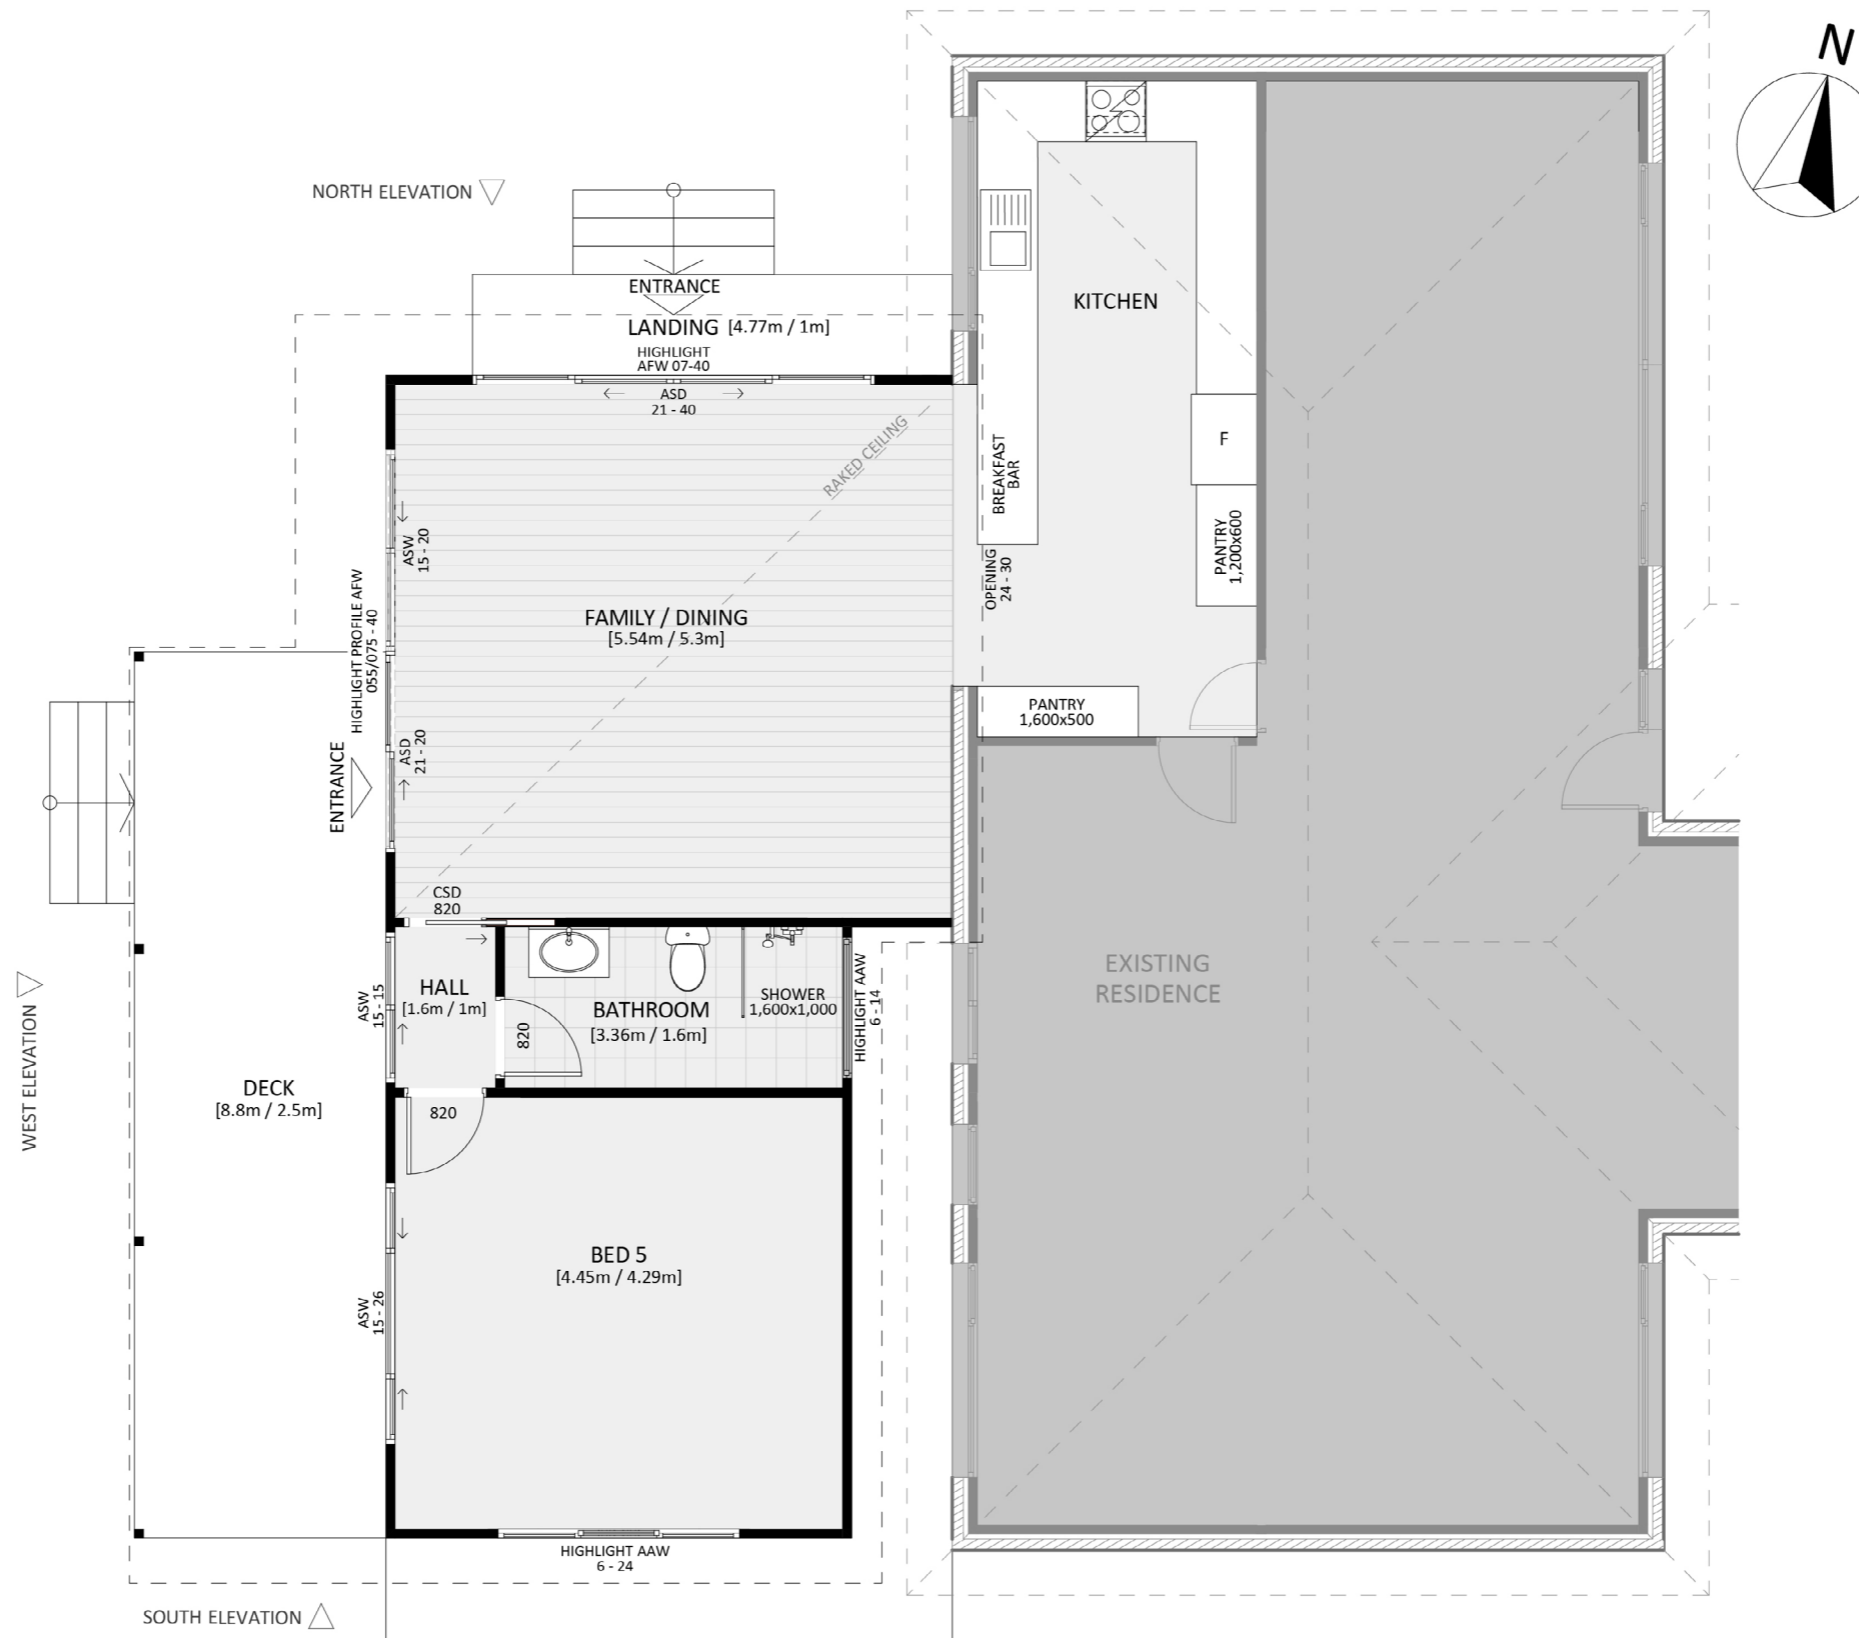 N
NORTH ELEVATION
ENTRANCE
LANDING [4.77m / 1m]
HIGHLIGHT
AFW 07-40
ASD
21 - 40
KITCHEN
RAKED CEILING
BREAKFAST
BAR
F
PANTRY
1,200x600
ASW
15 - 20
OPENING
24 - 30
HIGHLIGHT PROFILE AFW
055/075 - 40
FAMILY / DINING
[5.54m / 5.3m]
PANTRY
1,600x500
ASD
21 - 20
ENTRANCE
CSD
820
EXISTING
RESIDENCE
HALL
[1.6m / 1m]
ASW
15 - 15
BATHROOM
[3.36m / 1.6m]
820
SHOWER
1,600x1,000
HIGHLIGHT AAW
6 - 14
WEST ELEVATION
DECK
[8.8m / 2.5m]
820
BED 5
[4.45m / 4.29m]
ASW
15 - 26
HIGHLIGHT AAW
6 - 24
SOUTH ELEVATION